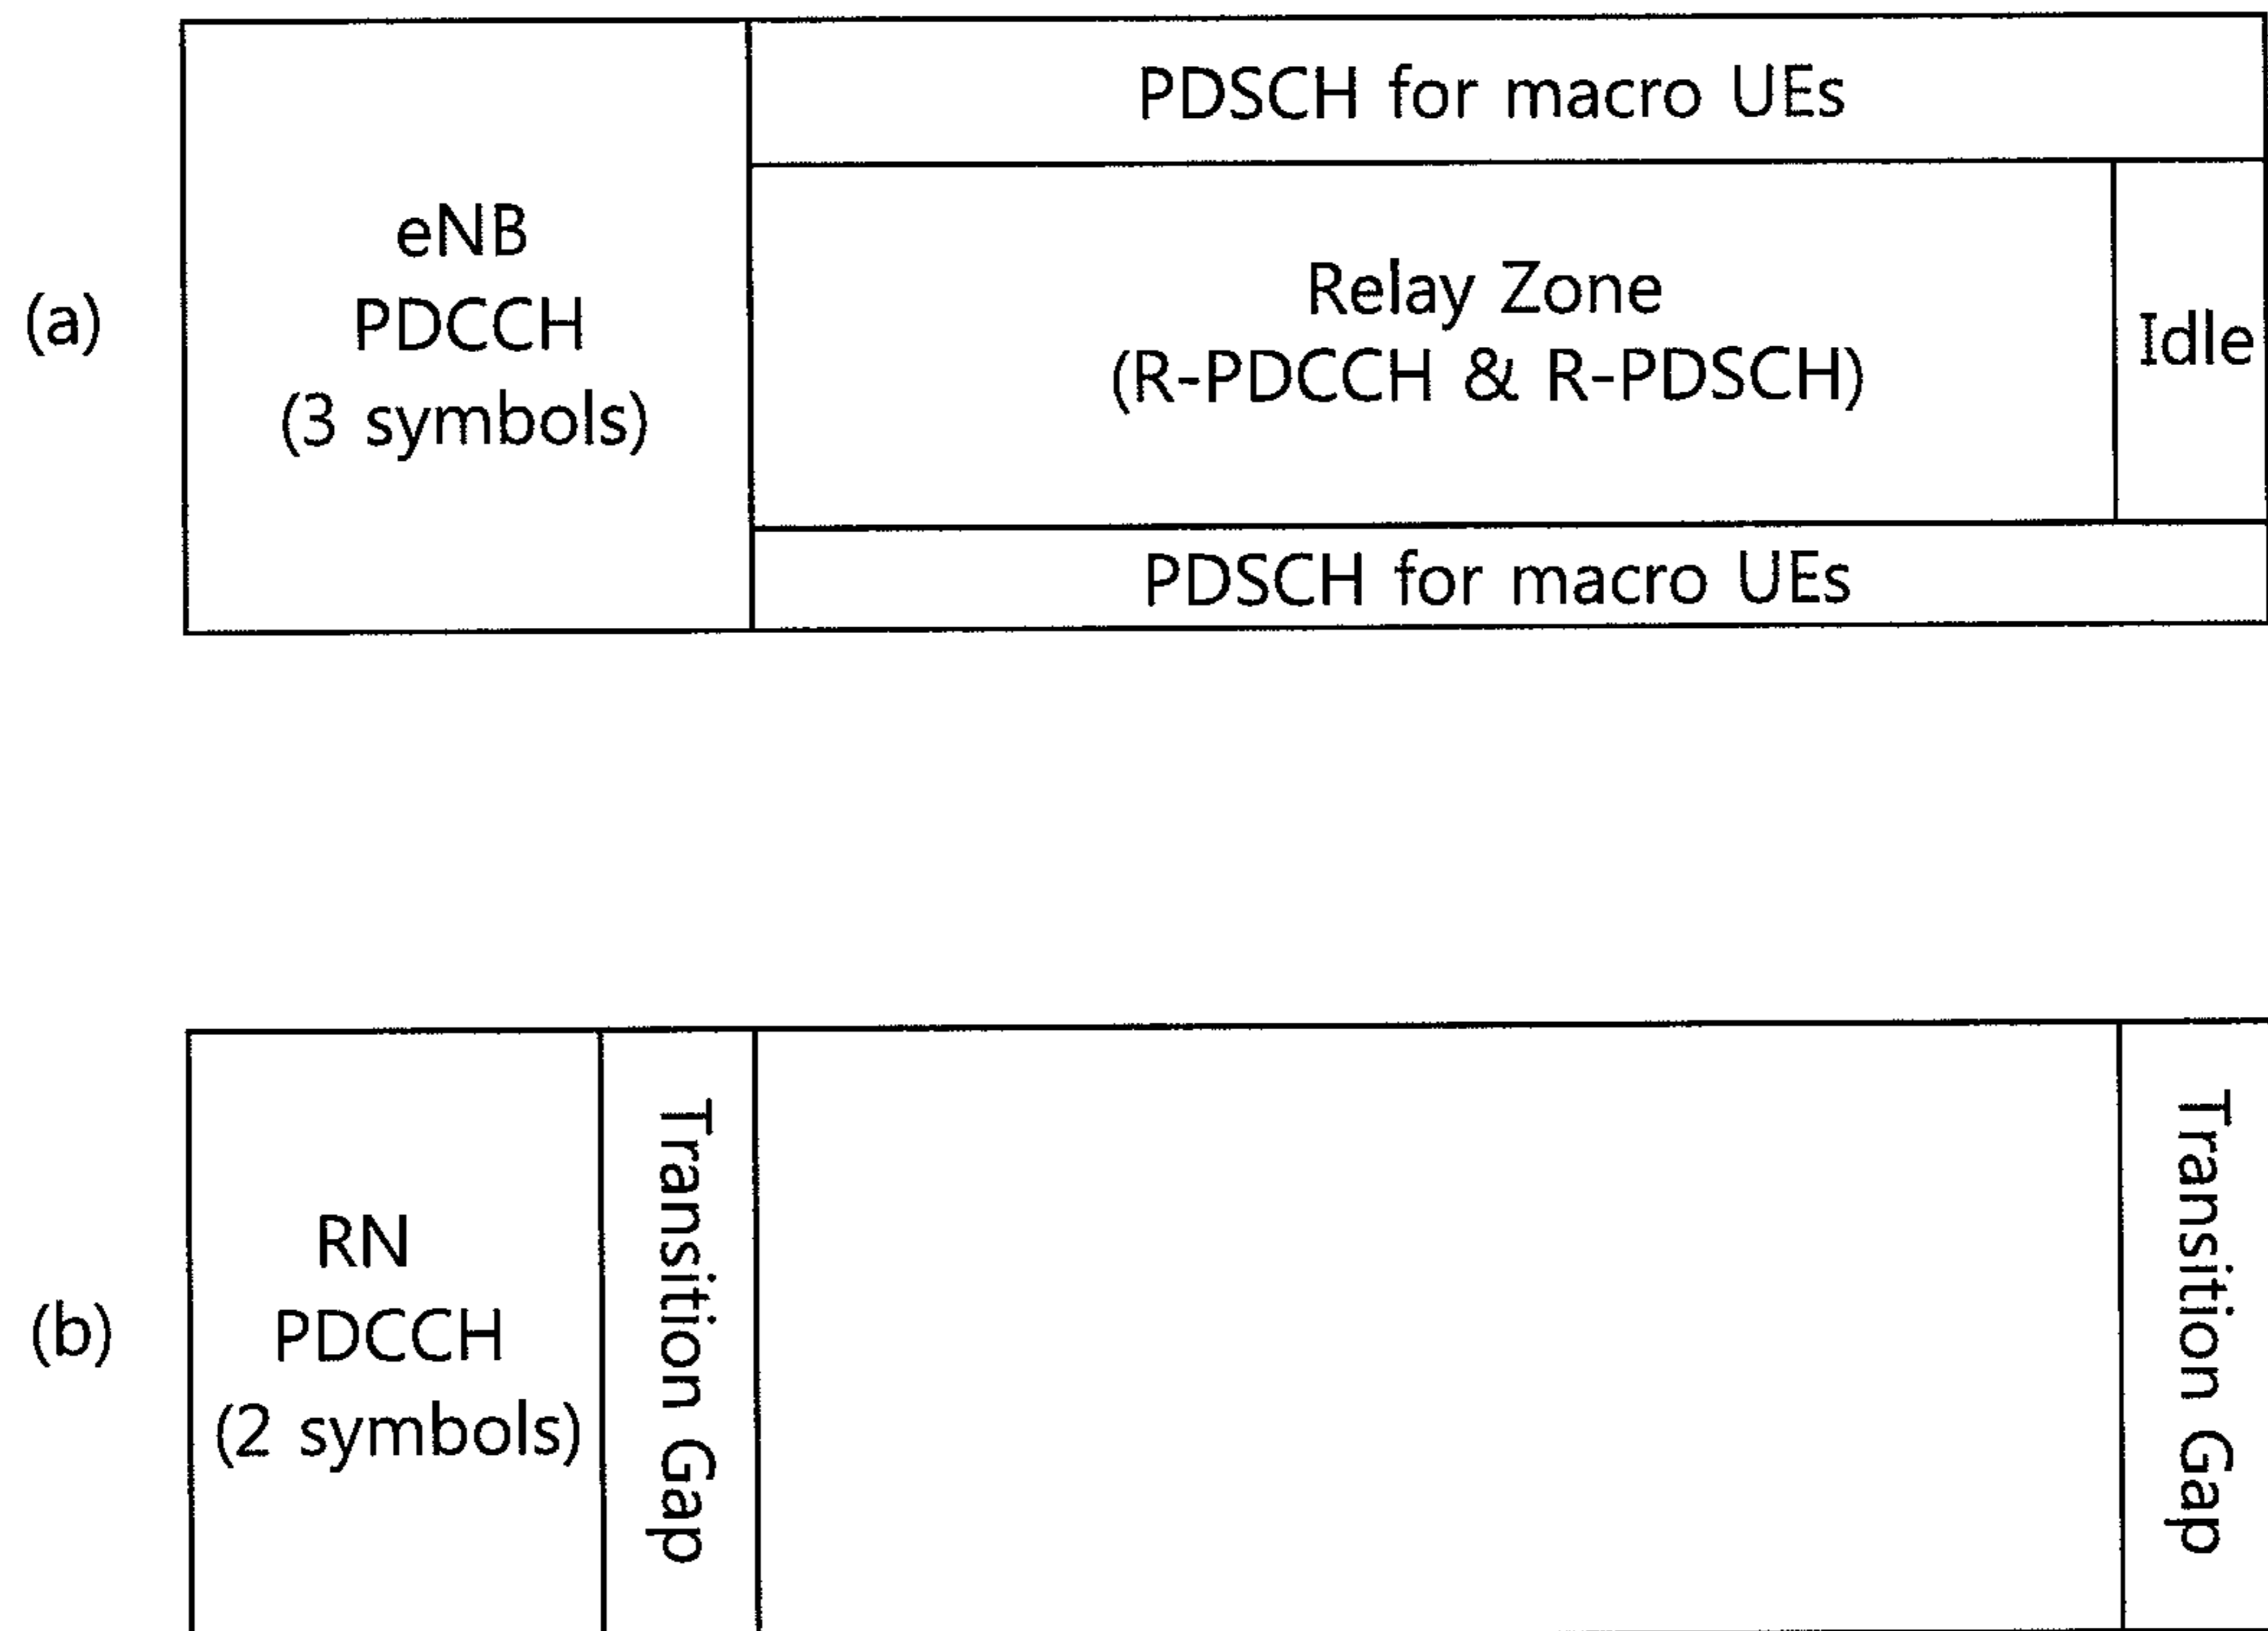 (a)
eNB
PDCCH
(3 symbols)
PDSCH for macro UEs
Relay Zone
(R-PDCCH & R-PDSCH)
Idle
PDSCH for macro UEs
(b)
RN
PDCCH
(2 symbols)
Transition Gap
Transition Gap